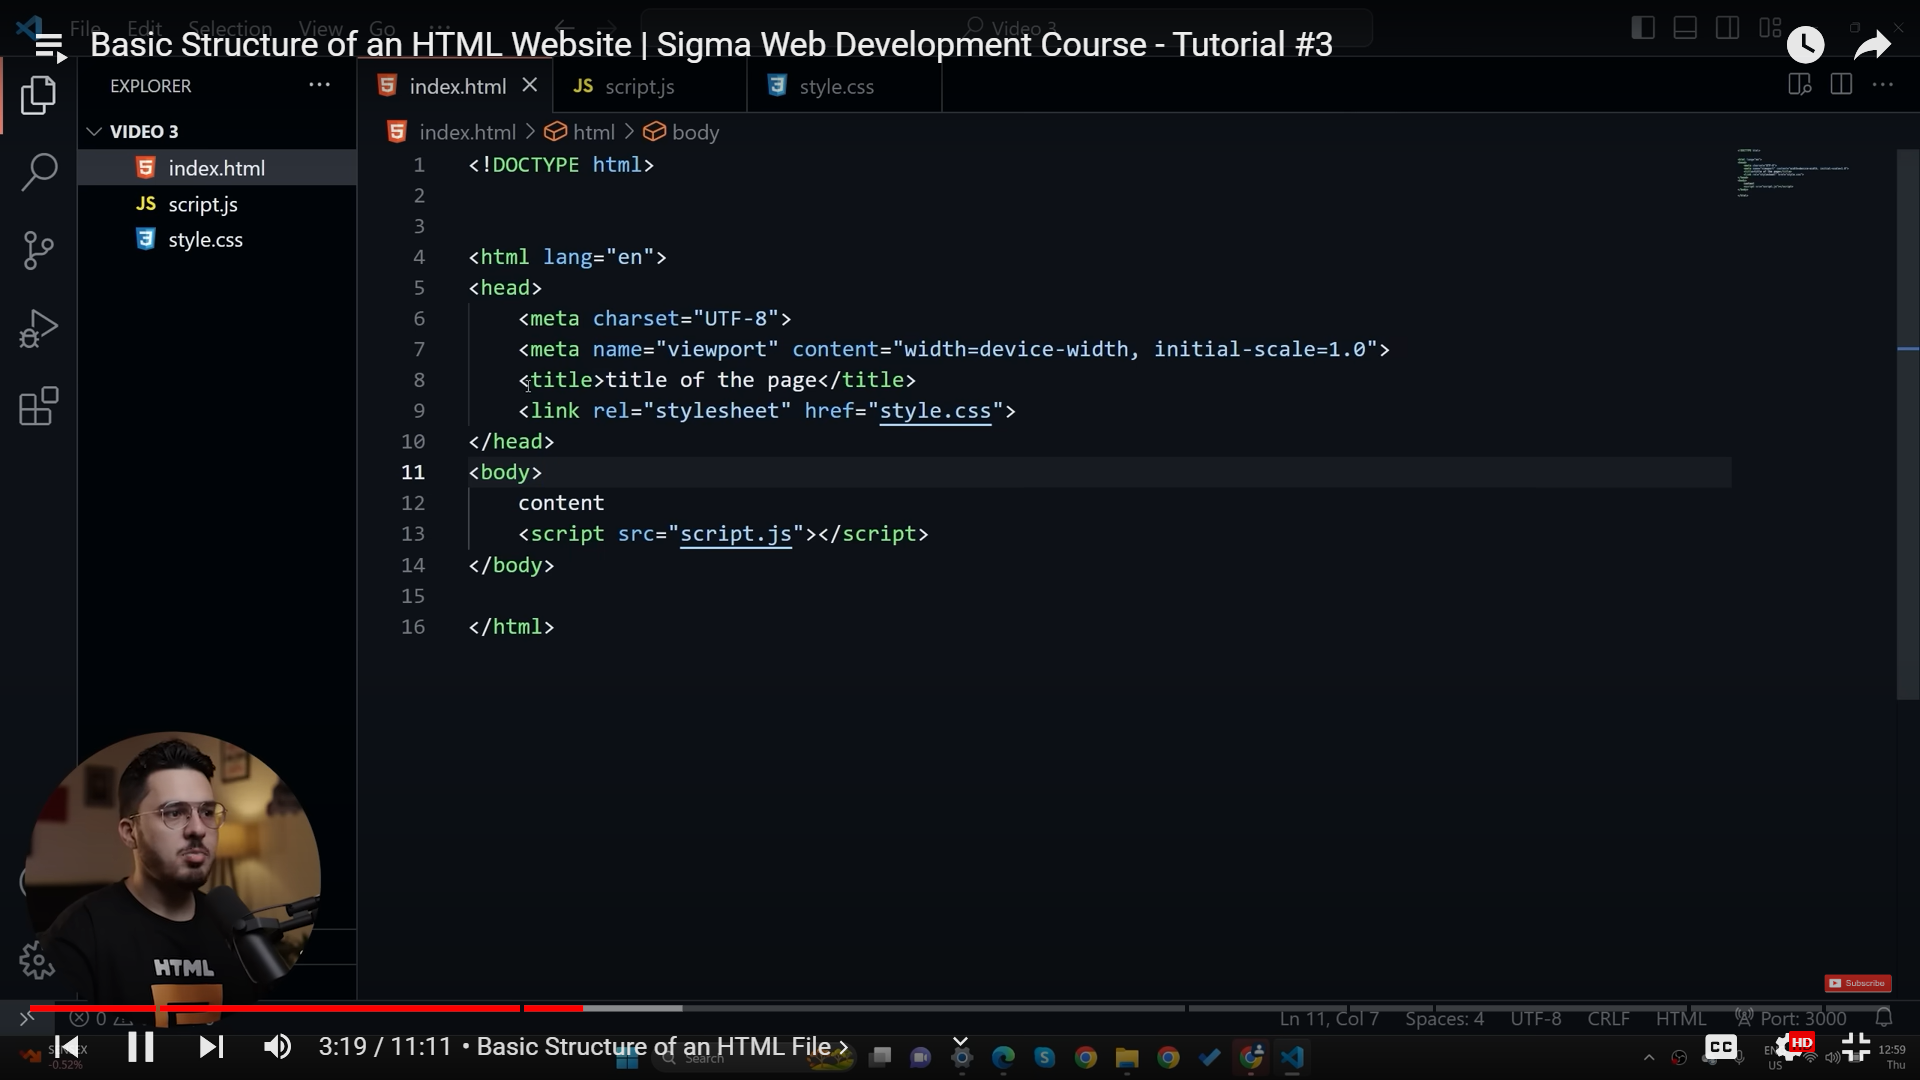 File Edit Selection View Go
Video 3
Basic Structure of an HTML Website | Sigma Web Development Course - Tutorial #3
EXPLORER
index.html
JS script.js
style.css
VIDEO 3
index.html
JS script.js
style.css
index.html > html > body
1 <!DOCTYPE html>
2
3
4 <html lang="en">
5 <head>
6 <meta charset="UTF-8">
7 <meta name="viewport" content="width=device-width, initial-scale=1.0">
8 <title>title of the page</title>
9 <link rel="stylesheet" href="style.css">
10 </head>
11 <body>
12 content
13 <script src="script.js"></script>
14 </body>
15
16 </html>
HTML
Subscribe
0
Ln 11, Col 7 Spaces: 4 UTF-8 CRLF HTML Port: 3000
3:19 / 11:11 • Basic Structure of an HTML File >
-0.52%
Search
CC
HD
US
12:59
Thu